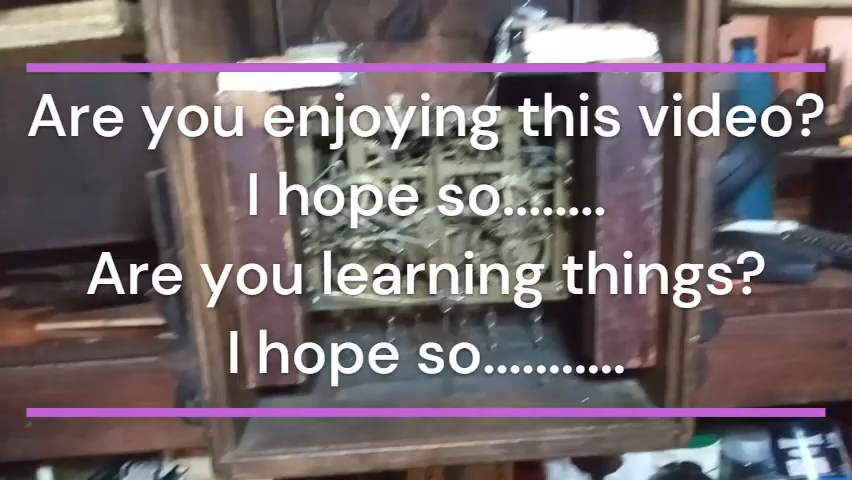 Are you enjoying this video?
I hope so........
Are you learning things?
I hope so...........